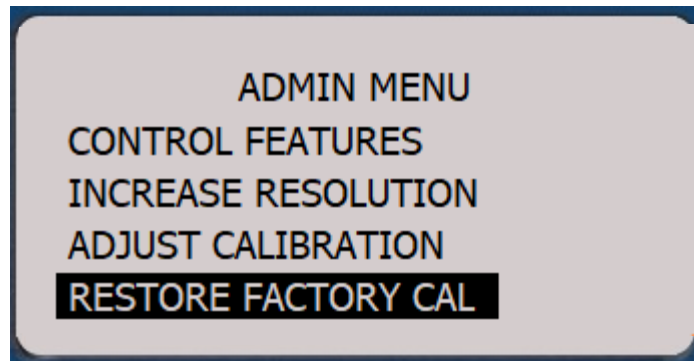 ADMIN MENU
CONTROL FEATURES
INCREASE RESOLUTION
ADJUST CALIBRATION
RESTORE FACTORY CAL